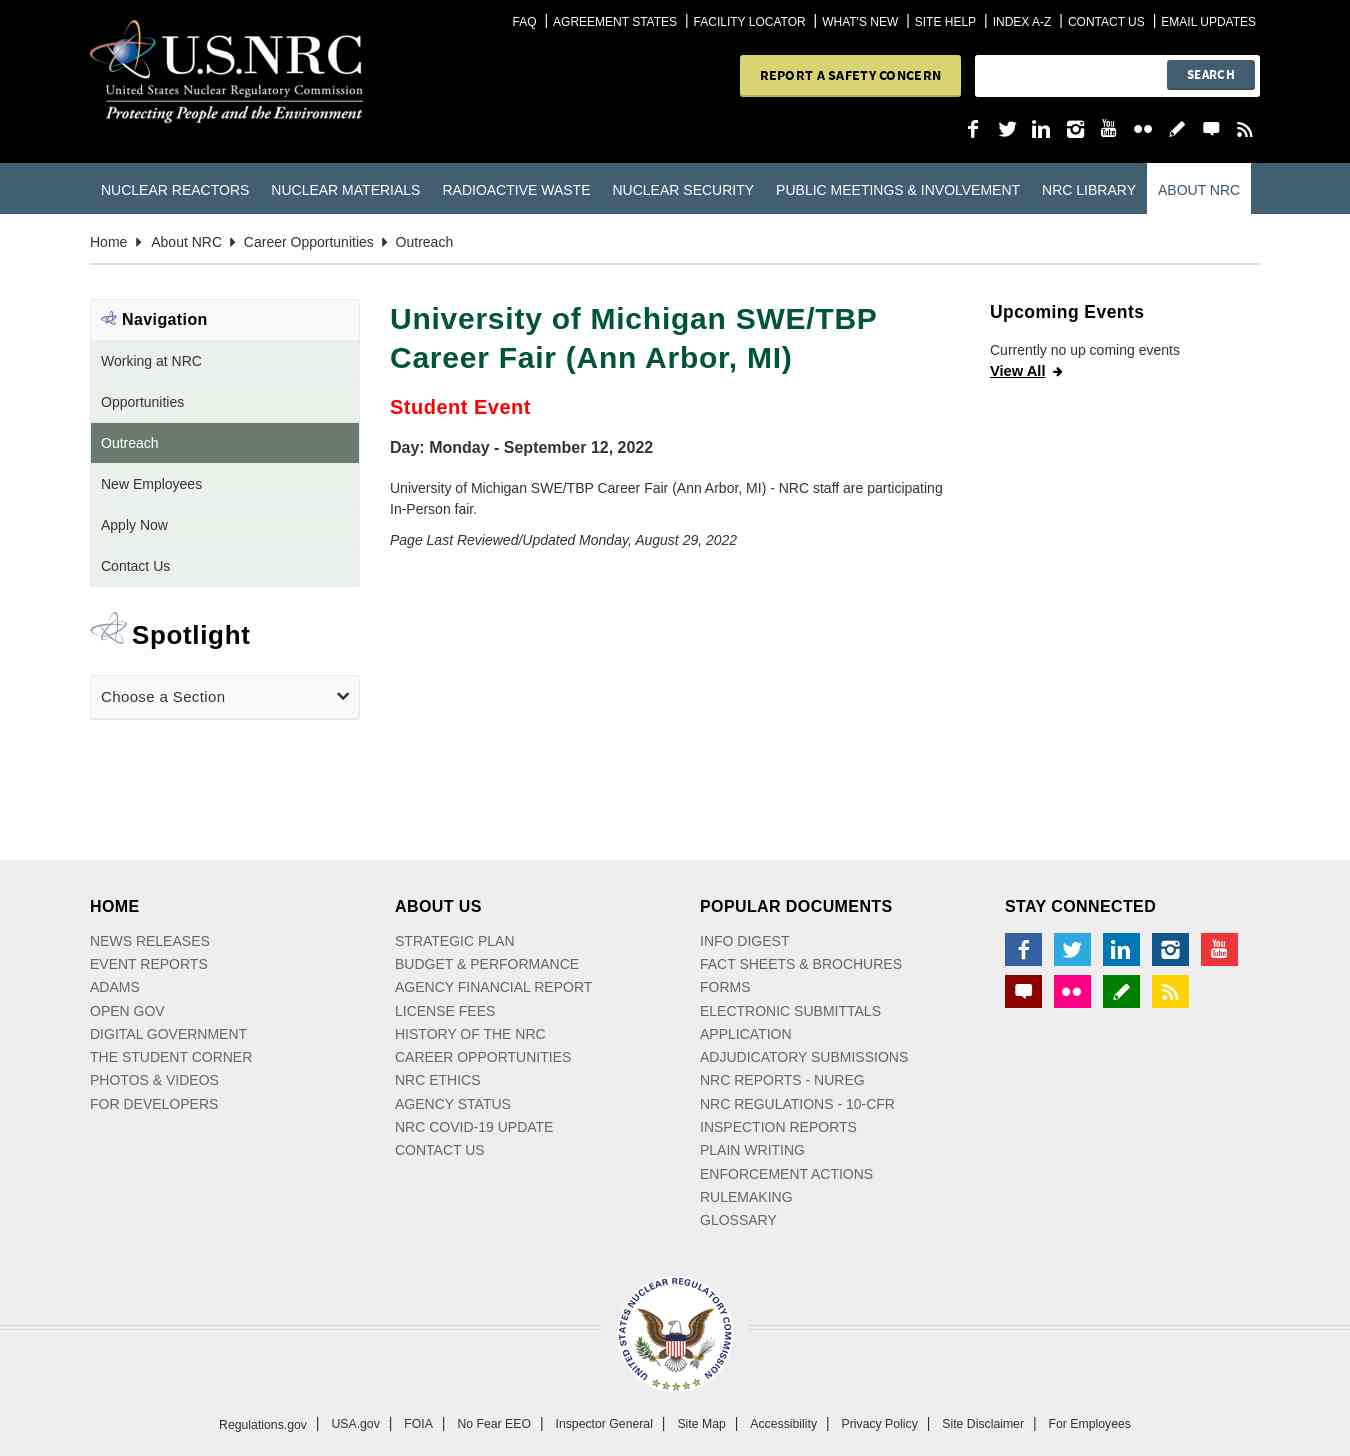 FAQ | AGREEMENT STATES | FACILITY LOCATOR | WHAT'S NEW | SITE HELP | INDEX A-Z | CONTACT US | EMAIL UPDATES
U.S.NRC
United States Nuclear Regulatory Commission
Protecting People and the Environment
REPORT A SAFETY CONCERN
SEARCH
You
Tube
NUCLEAR REACTORS NUCLEAR MATERIALS RADIOACTIVE WASTE NUCLEAR SECURITY PUBLIC MEETINGS & INVOLVEMENT NRC LIBRARY ABOUT NRC
Home About NRC Career Opportunities Outreach
Navigation
Working at NRC
Opportunities
Outreach
New Employees
Apply Now
Contact Us
Spotlight
Choose a Section
University of Michigan SWE/TBP
Career Fair (Ann Arbor, MI)
Student Event
Day: Monday - September 12, 2022
University of Michigan SWE/TBP Career Fair (Ann Arbor, MI) - NRC staff are participating
In-Person fair.
Page Last Reviewed/Updated Monday, August 29, 2022
Upcoming Events
Currently no up coming events
View All
HOME
NEWS RELEASES
EVENT REPORTS
ADAMS
OPEN GOV
DIGITAL GOVERNMENT
THE STUDENT CORNER
PHOTOS & VIDEOS
FOR DEVELOPERS
ABOUT US
STRATEGIC PLAN
BUDGET & PERFORMANCE
AGENCY FINANCIAL REPORT
LICENSE FEES
HISTORY OF THE NRC
CAREER OPPORTUNITIES
NRC ETHICS
AGENCY STATUS
NRC COVID-19 UPDATE
CONTACT US
POPULAR DOCUMENTS
INFO DIGEST
FACT SHEETS & BROCHURES
FORMS
ELECTRONIC SUBMITTALS
APPLICATION
ADJUDICATORY SUBMISSIONS
NRC REPORTS - NUREG
NRC REGULATIONS - 10-CFR
INSPECTION REPORTS
PLAIN WRITING
ENFORCEMENT ACTIONS
RULEMAKING
GLOSSARY
STAY CONNECTED
You
Tube
UNITED STATES NUCLEAR REGULATORY COMMISSION
Regulations.gov | USA.gov | FOIA | No Fear EEO | Inspector General | Site Map | Accessibility | Privacy Policy | Site Disclaimer | For Employees